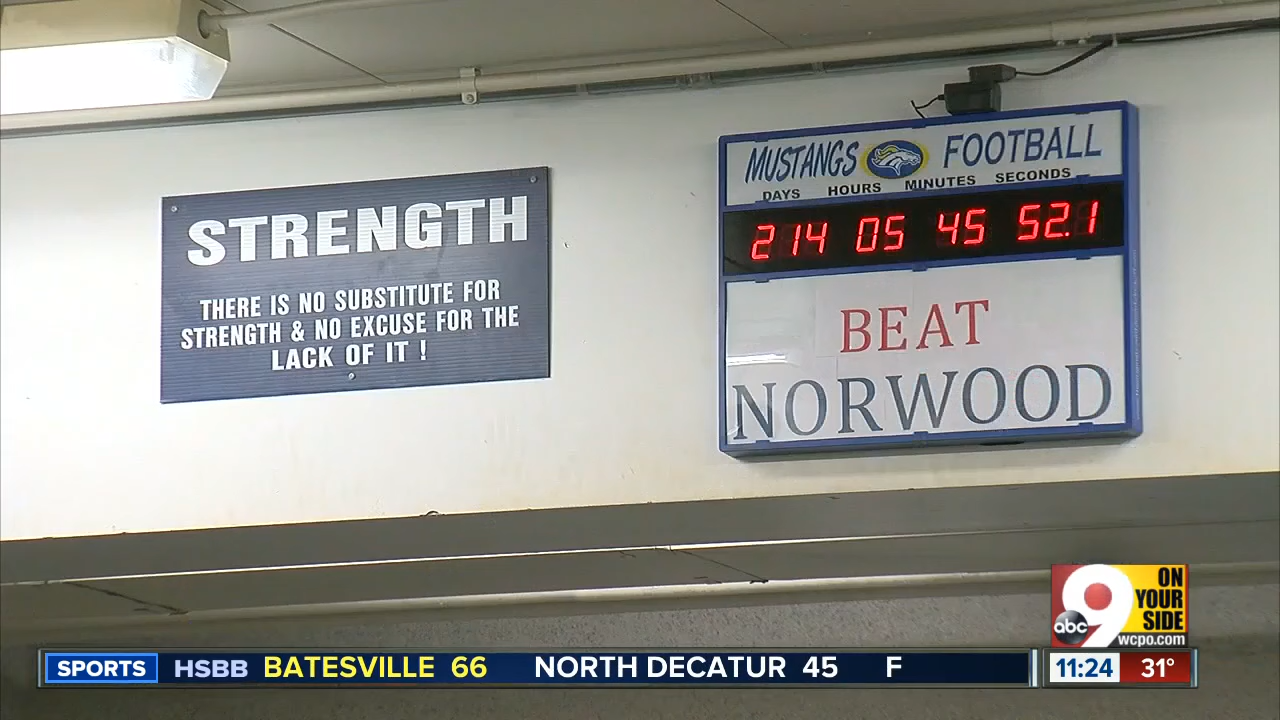 STRENGTH
THERE IS NO SUBSTITUTE FOR
STRENGTH & NO EXCUSE FOR THE
LACK OF IT !
MUSTANGS FOOTBALL
DAYS HOURS MINUTES SECONDS
214 05 45 52.1
BEAT
NORWOOD
abc 9 ON
YOUR
SIDE
wcpo.com
SPORTS HSBB BATESVILLE 66 NORTH DECATUR 45 F
11:24 31°